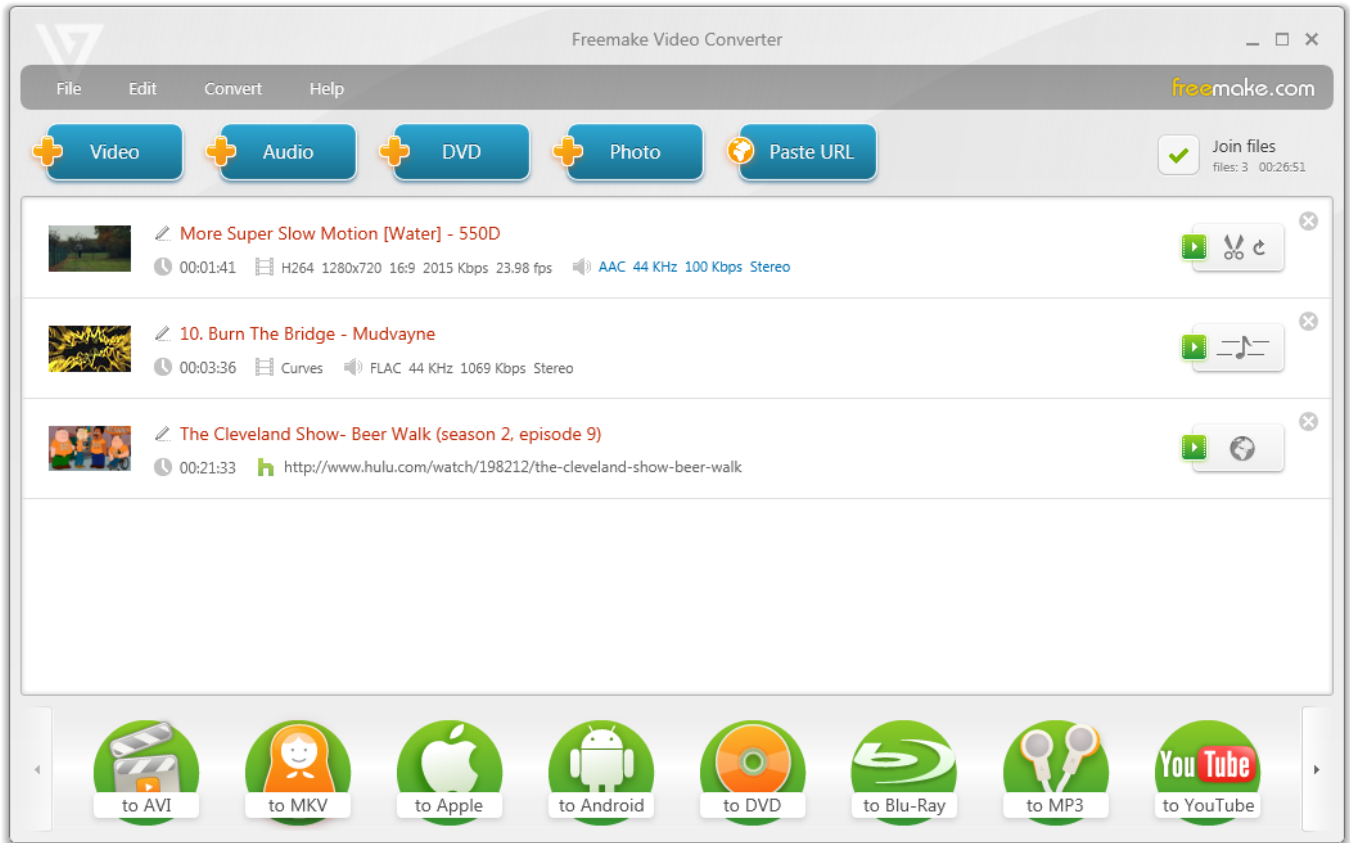 Freemake Video Converter
File Edit Convert Help freemake.com
Video Audio DVD Photo Paste URL Join files
files: 3 00:26:51
More Super Slow Motion [Water] - 550D
00:01:41 H264 1280x720 16:9 2015 Kbps 23.98 fps AAC 44 KHz 100 Kbps Stereo
10. Burn The Bridge - Mudvayne
00:03:36 Curves FLAC 44 KHz 1069 Kbps Stereo
The Cleveland Show- Beer Walk (season 2, episode 9)
00:21:33 h http://www.hulu.com/watch/198212/the-cleveland-show-beer-walk
You Tube
to AVI to MKV to Apple to Android to DVD to Blu-Ray to MP3 to YouTube